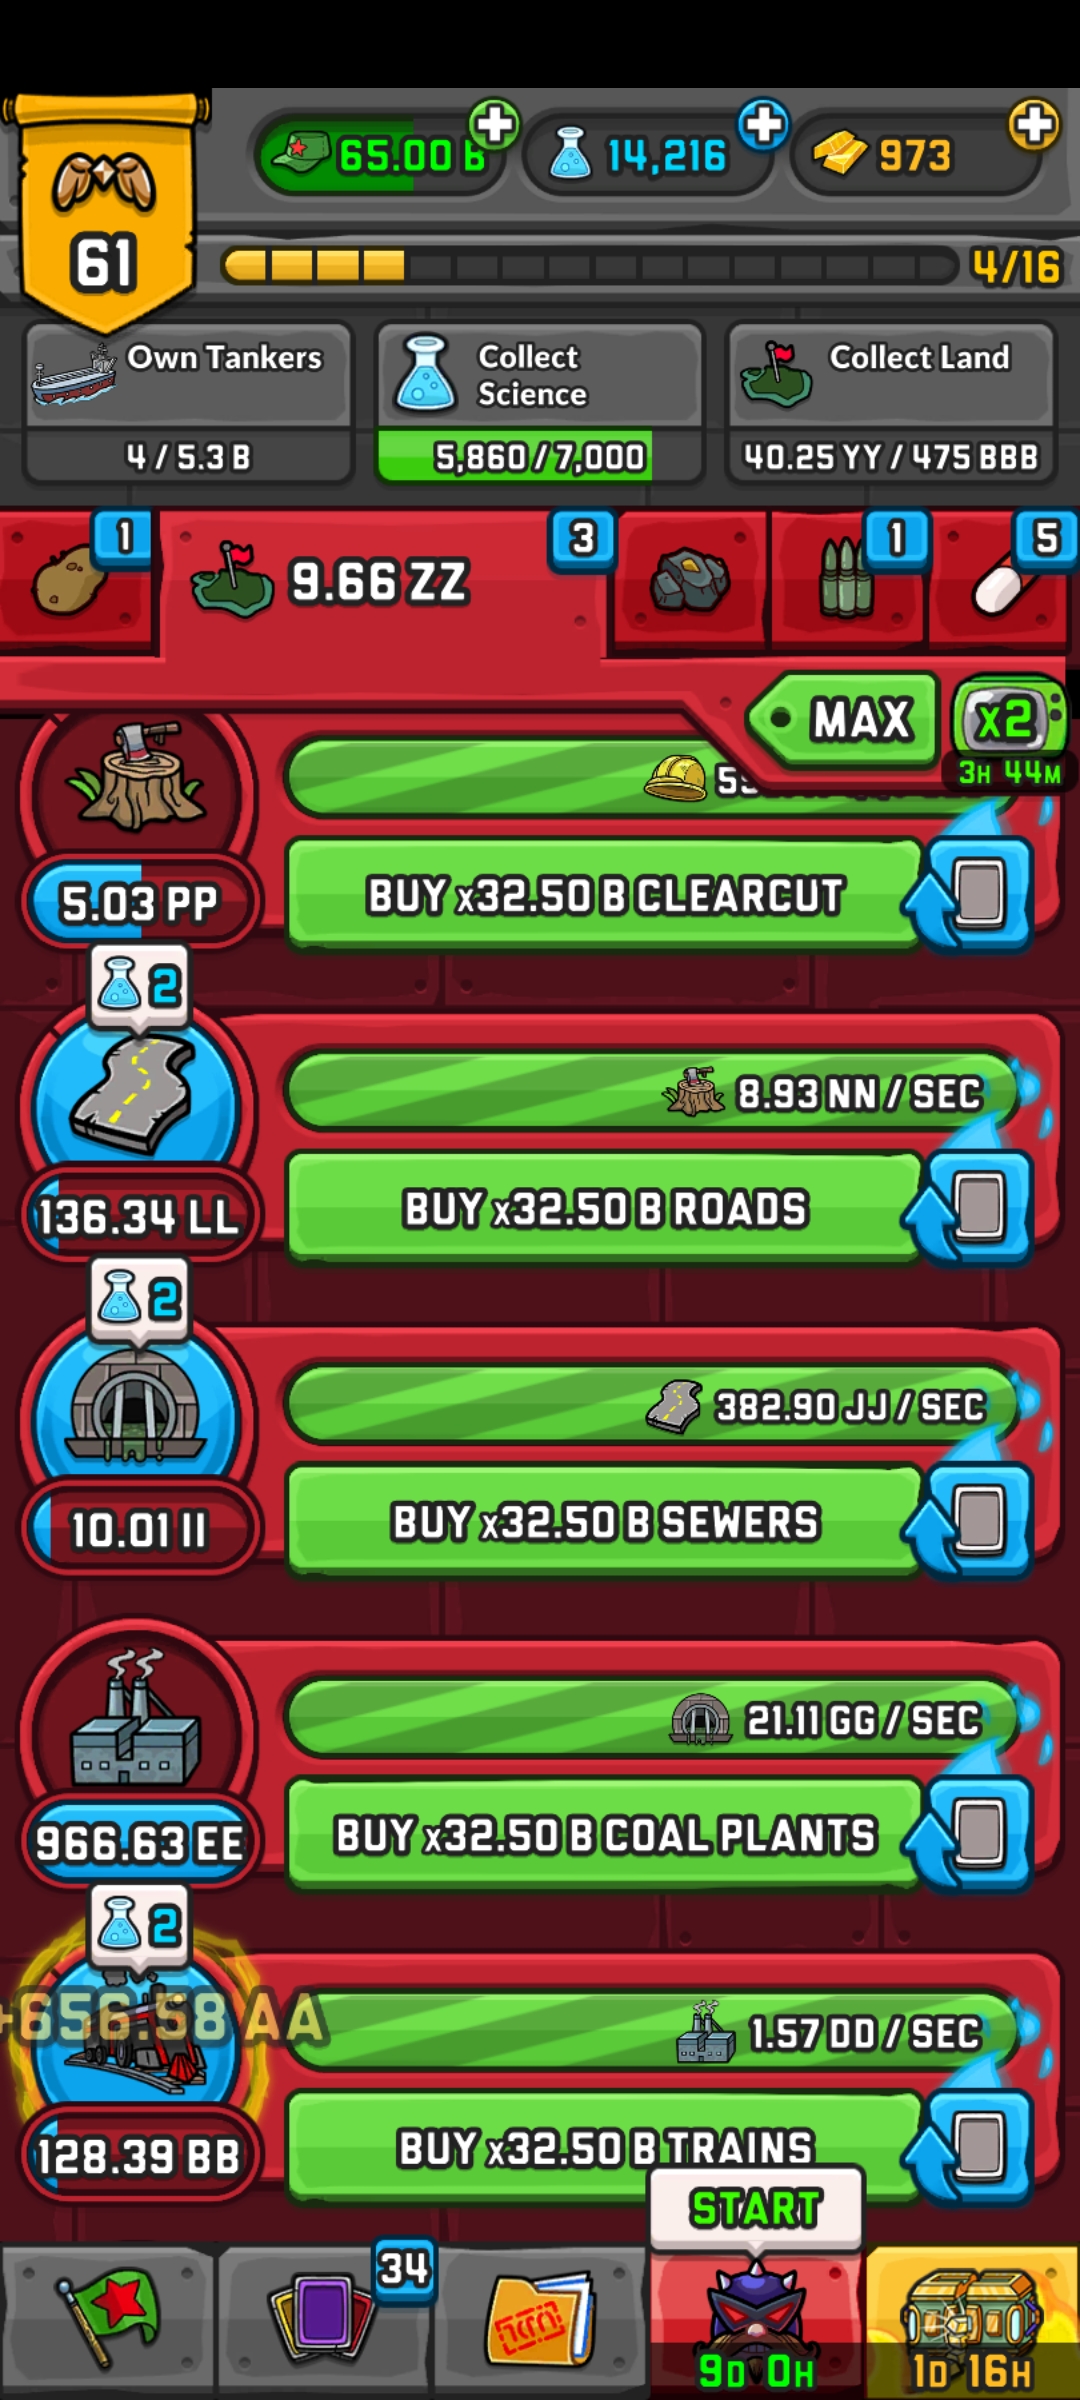 65.00 B
14,216
973
61
4/16
Own Tankers
4 / 5.3 B
Collect
Science
5,860 / 7,000
Collect Land
40.25 YY / 475 BBB
1
9.66 ZZ
3
1
5
MAX
x2
3H 44M
5.03 PP
BUY x32.50 B CLEARCUT
2
8.93 NN / SEC
136.34 LL
BUY x32.50 B ROADS
2
382.90 JJ / SEC
10.01 II
BUY x32.50 B SEWERS
21.11 GG / SEC
966.63 EE
BUY x32.50 B COAL PLANTS
2
+656.58 AA
1.57 DD / SEC
128.39 BB
BUY x32.50 B TRAINS
START
34
9D 0H
1D 16H